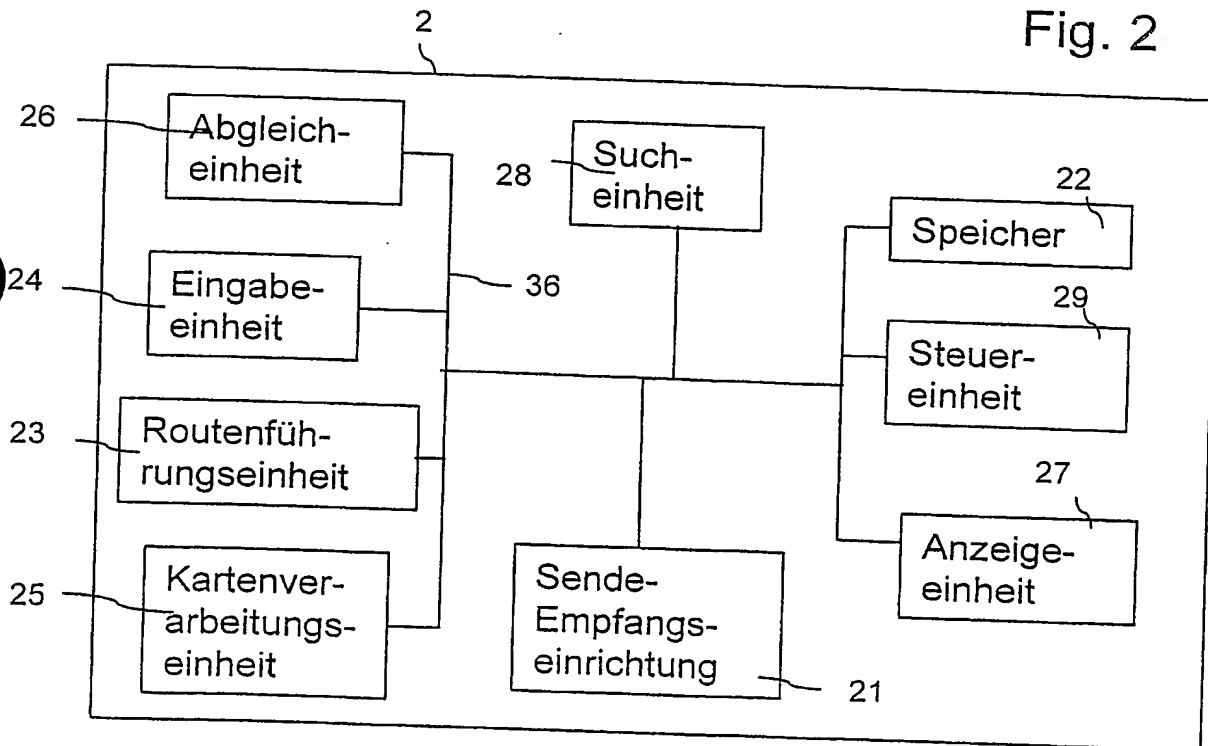 Fig. 2
2
26
Abgleich-
einheit
28
Such-
einheit
22
Speicher
24
Eingabe-
einheit
36
29
Steuer-
einheit
23
Routenfüh-
rungseinheit
27
Anzeige-
einheit
25
Kartenver-
arbeitungs-
einheit
Sende-
Empfangs-
einrichtung
21